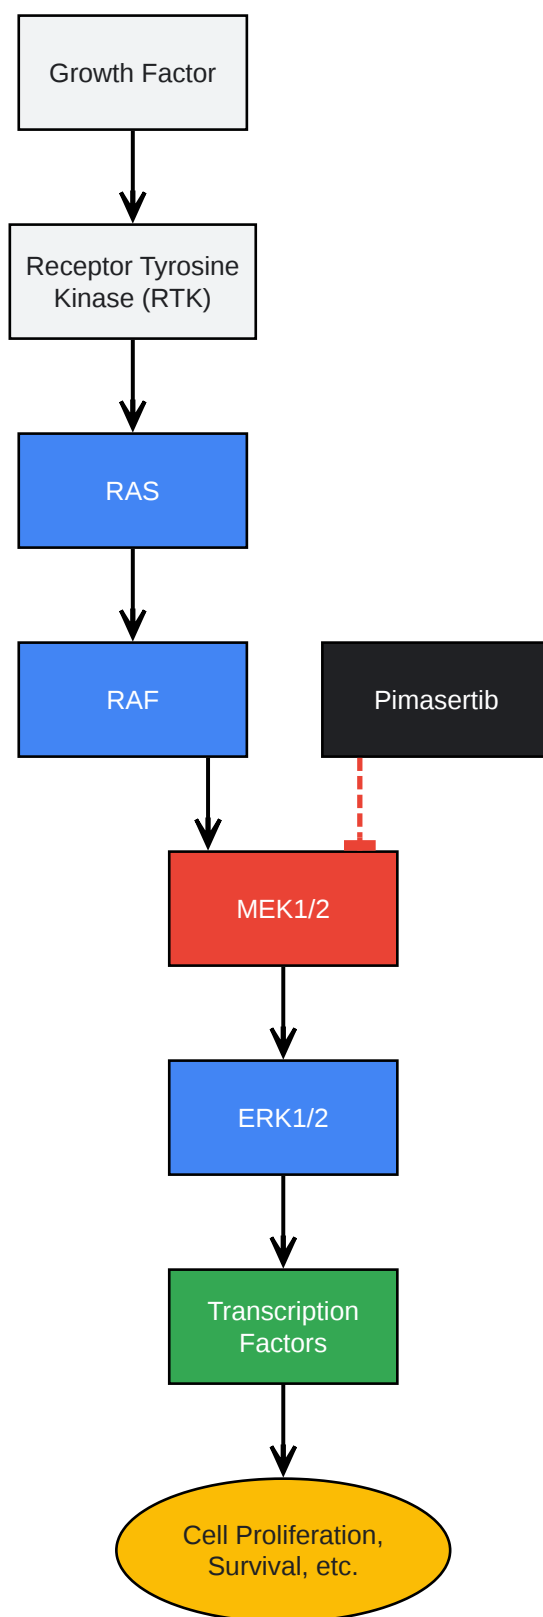 Growth Factor
Receptor Tyrosine
Kinase (RTK)
RAS
RAF
Pimasertib
MEK1/2
ERK1/2
Transcription
Factors
Cell Proliferation,
Survival, etc.